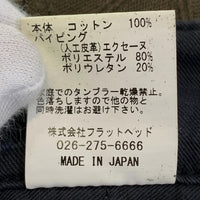 本体　コットン　100%
パイピング
(人工皮革)エクセーヌ
ポリエステル 80%
ポリウレタン 20%
家庭でのタンブラー乾燥禁止。
色落ちしますので他の物と
同時洗濯はお避け下さい。
株式会社フラットヘッド
026-275-6666
MADE IN JAPAN